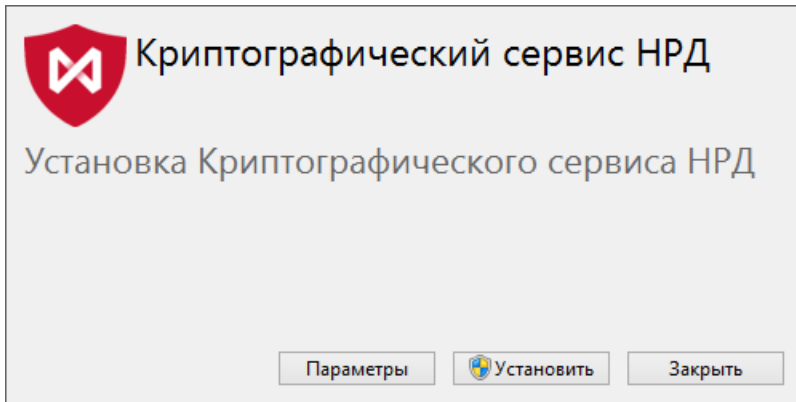 Криптографический сервис НРД
Установка Криптографического сервиса НРД
Параметры
Установить
Закрыть